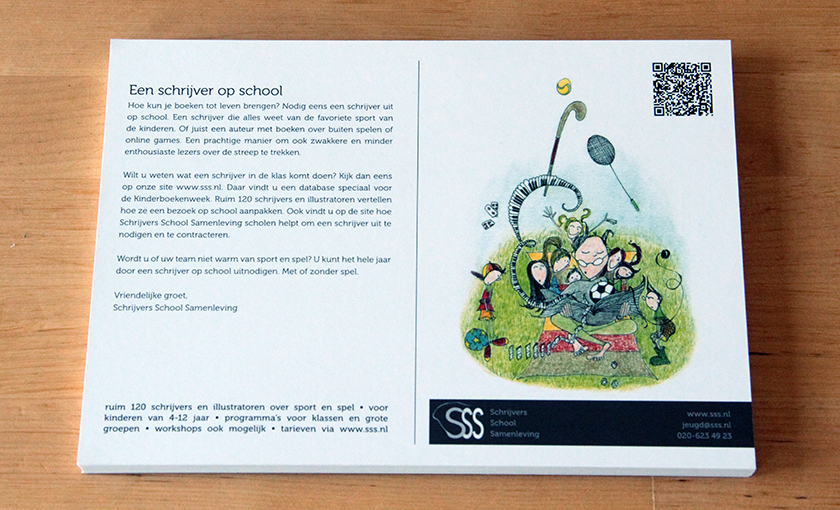 Een schrijver op school
Hoe kun je boeken tot leven brengen? Nodig eens een schrijver uit
op school. Een schrijver die alles weet van de favoriete sport van
de kinderen. Of juist een auteur met boeken over buiten spelen of
online games. Een prachtige manier om ook zwakkere en minder
enthousiaste lezers over de streep te trekken.
Wilt u weten wat een schrijver in de klas komt doen? Kijk dan eens
op onze site www.sss.nl. Daar vindt u een database speciaal voor
de Kinderboekenweek. Ruim 120 schrijvers en illustratoren vertellen
hoe ze een bezoek op school aanpakken. Ook vindt u op de site hoe
Schrijvers School Samenleving scholen helpt om een schrijver uit te
nodigen en te contracteren.
Wordt u of uw team niet warm van sport en spel? U kunt het hele jaar
door een schrijver op school uitnodigen. Met of zonder spel.
Vriendelijke groet,
Schrijvers School Samenleving
ruim 120 schrijvers en illustratoren over sport en spel • voor
kinderen van 4-12 jaar • programma's voor klassen en grote
groepen • workshops ook mogelijk • tarieven via www.sss.nl
SSS
Schrijvers
School
Samenleving
www.sss.nl
jeugd@sss.nl
020-623 49 23